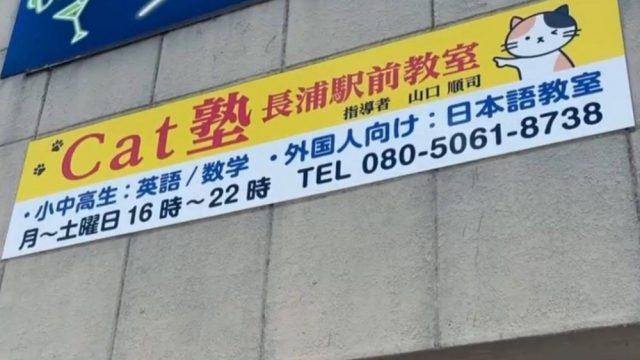 Cat塾 長浦駅前教室
指導者 山口 順司
・小中高生：英語/数学 ・外国人向け：日本語教室
月～土曜日16時～22時 TEL 080-5061-8738